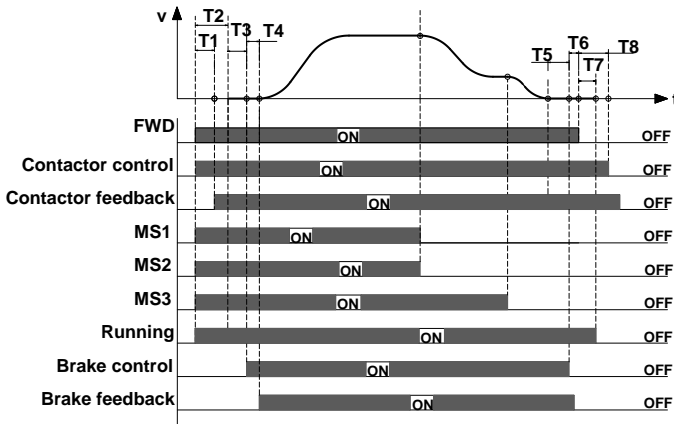 v
T2
T1
T3
T4
T5
T6
T7
T8
t
FWD ON OFF
Contactor control ON OFF
Contactor feedback ON OFF
MS1 ON OFF
MS2 ON OFF
MS3 ON OFF
Running ON OFF
Brake control ON OFF
Brake feedback ON OFF